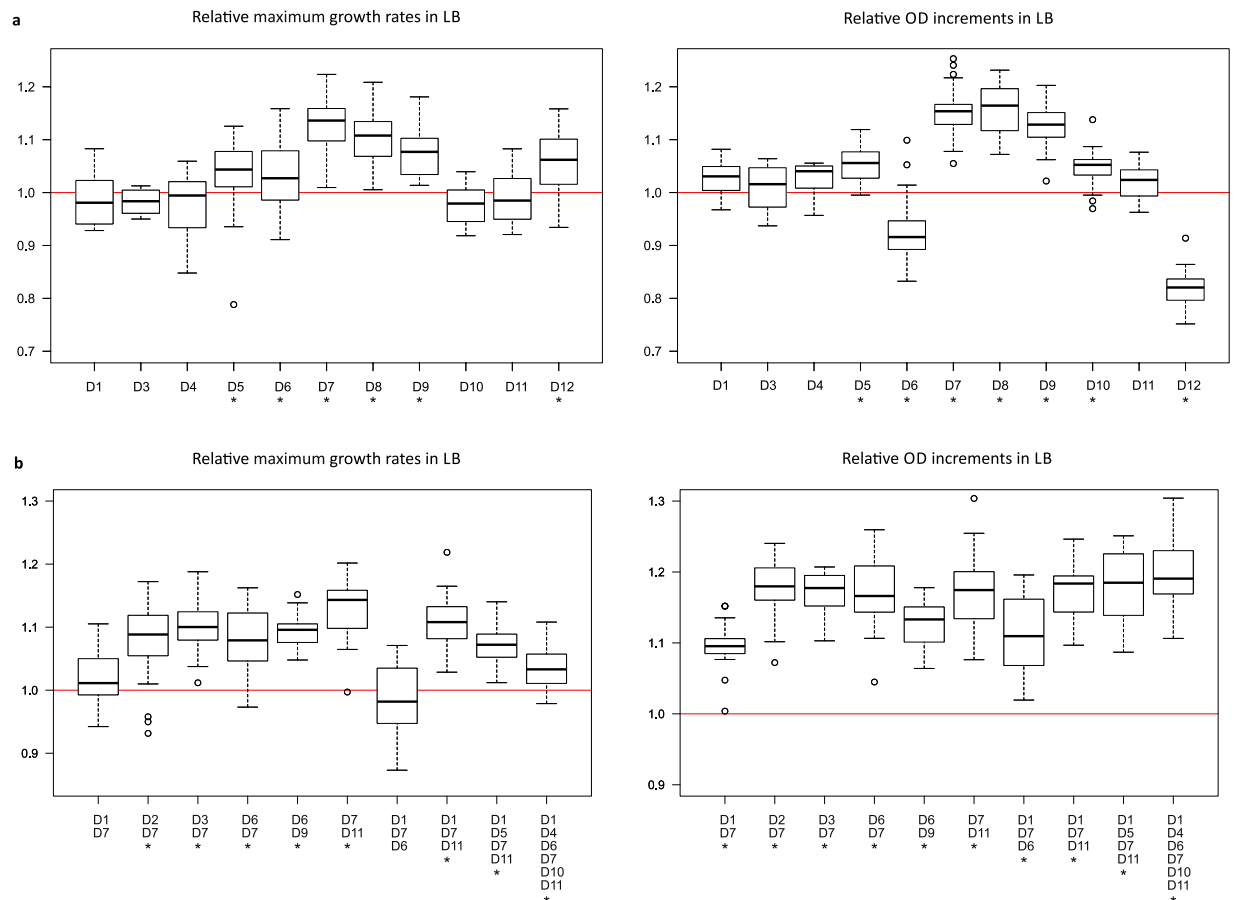 a
Relative maximum growth rates in LB
Relative OD increments in LB
1.2
1.1
1.0
0.9
0.8
0.7
D1 D3 D4 D5 D6 D7 D8 D9 D10 D11 D12
* * * * * *
1.2
1.1
1.0
0.9
0.8
0.7
D1 D3 D4 D5 D6 D7 D8 D9 D10 D11 D12
* * * * * * *
b
Relative maximum growth rates in LB
Relative OD increments in LB
1.3
1.2
1.1
1.0
0.9
D1 D2 D3 D6 D6 D7 D1 D1 D1 D1
D7 D7 D7 D7 D9 D11 D7 D7 D5 D4
* * * * * D6 D11 D7 D6
* D11 D7
* D10
D11
*
1.3
1.2
1.1
1.0
0.9
D1 D2 D3 D6 D6 D7 D1 D1 D1 D1
D7 D7 D7 D7 D9 D11 D7 D7 D5 D4
* * * * * * D6 D11 D7 D6
* * D11 D7
* D10
D11
*